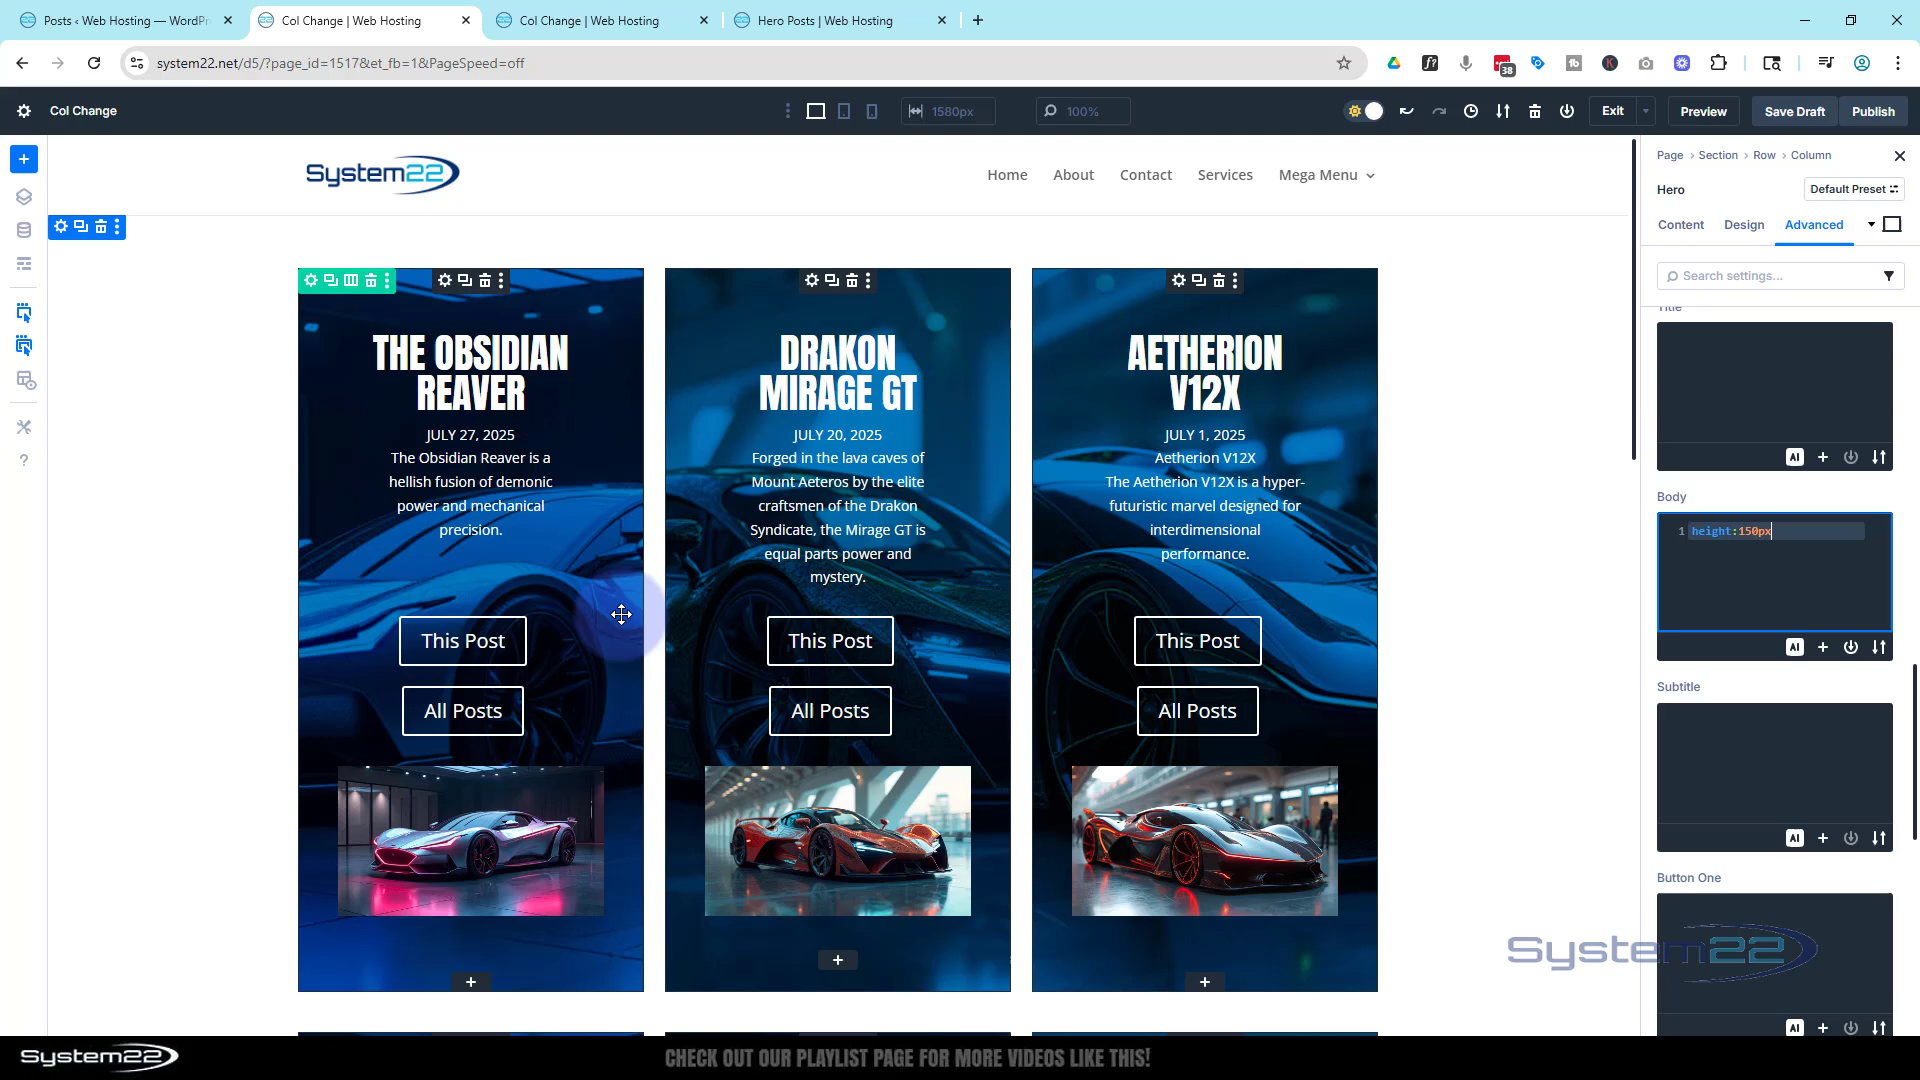 Posts ‹ Web Hosting — WordPr
Col Change | Web Hosting
Col Change | Web Hosting
Hero Posts | Web Hosting
system22.net/d5/?page_id=1517&et_fb=1&PageSpeed=off
38
Col Change
1580px
100%
Exit
Preview
Save Draft
Publish
System22
Home
About
Contact
Services
Mega Menu
Page › Section › Row › Column
Hero
Default Preset
Content
Design
Advanced
Search settings...
THE OBSIDIAN
REAVER
JULY 27, 2025
The Obsidian Reaver is a
hellish fusion of demonic
power and mechanical
precision.
This Post
All Posts
DRAKON
MIRAGE GT
JULY 20, 2025
Forged in the lava caves of
Mount Aeteros by the elite
craftsmen of the Drakon
Syndicate, the Mirage GT is
equal parts power and
mystery.
This Post
All Posts
AETHERION
V12X
JULY 1, 2025
Aetherion V12X
The Aetherion V12X is a hyper-
futuristic marvel designed for
interdimensional
performance.
This Post
All Posts
Title
AI
Body
1 height:150px
AI
Subtitle
AI
Button One
AI
System22
System22
CHECK OUT OUR PLAYLIST PAGE FOR MORE VIDEOS LIKE THIS!